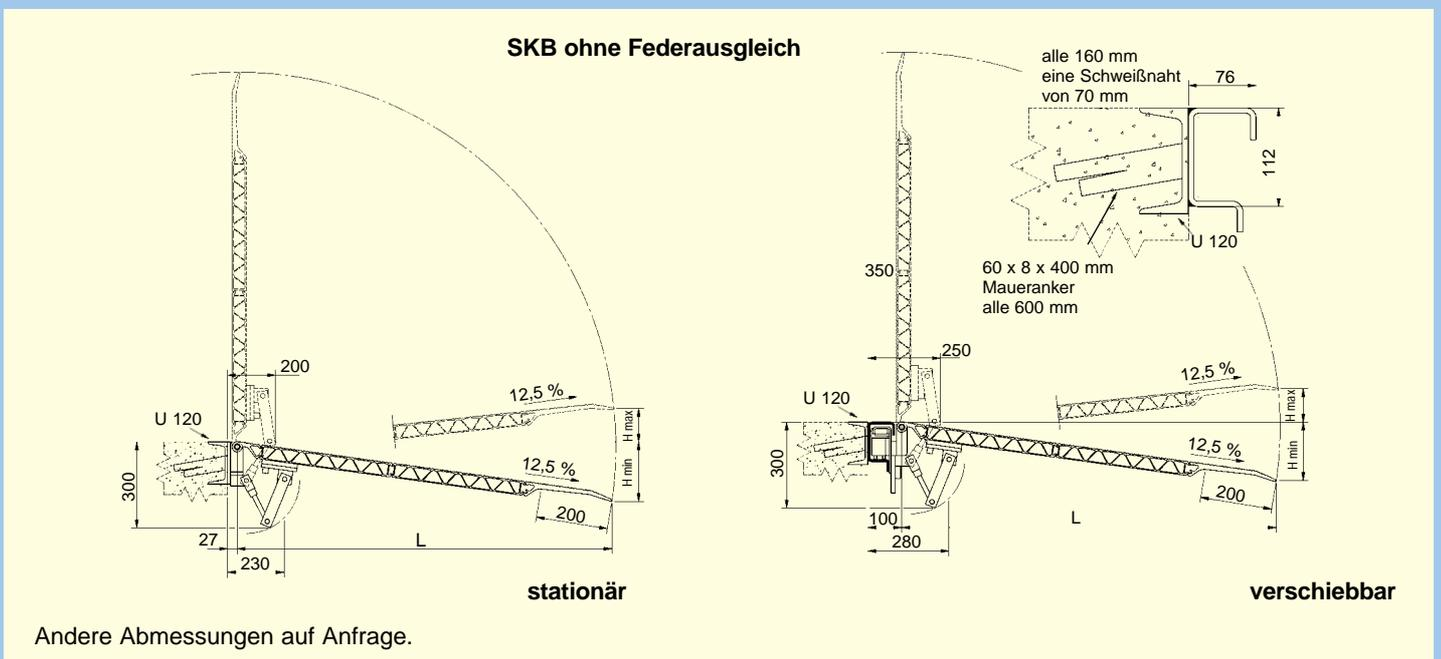 SKB ohne Federausgleich
alle 160 mm
eine Schweißnaht
von 70 mm
76
112
U 120
60 x 8 x 400 mm
Maueranker
alle 600 mm
200
U 120
12,5 %
H max
12,5 %
H min
300
200
27
L
230
stationär
350
250
U 120
12,5 %
H max
12,5 %
H min
300
200
100
L
280
verschiebbar
Andere Abmessungen auf Anfrage.